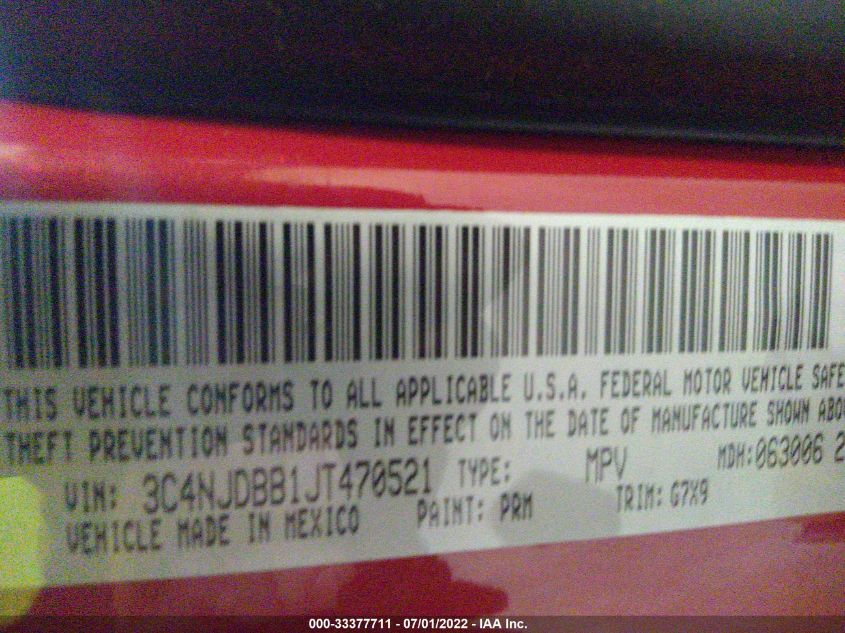 THIS VEHICLE CONFORMS TO ALL APPLICABLE U.S.A. FEDERAL MOTOR VEHICLE SAFE
THEFT PREVENTION STANDARDS IN EFFECT ON THE DATE OF MANUFACTURE SHOWN ABO
VIN: 3C4NJDBB1JT470521 TYPE: MPV MDH:063006 2
VEHICLE MADE IN MEXICO PAINT: PRM TRIM: G7X9
000-33377711 - 07/01/2022 - IAA Inc.